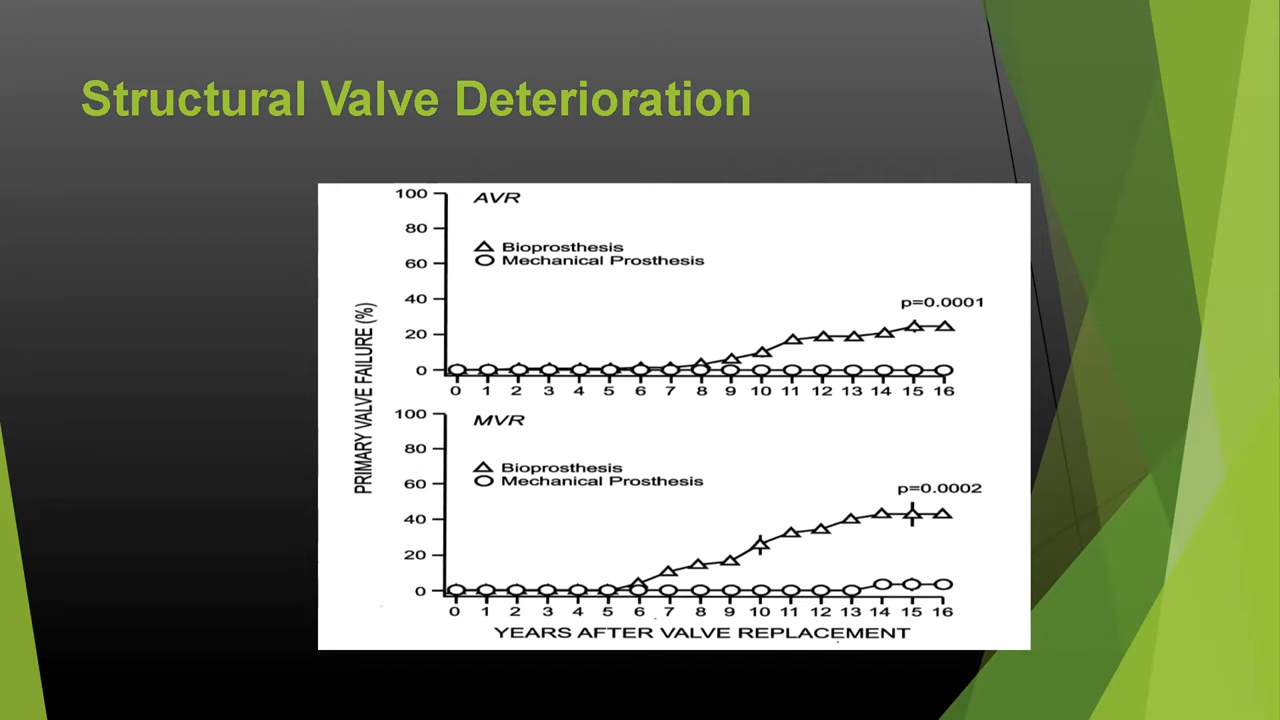 Structural Valve Deterioration
PRIMARY VALVE FAILURE (%)
AVR
Bioprosthesis
Mechanical Prosthesis
p=0.0001
100
80
60
40
20
0
0 1 2 3 4 5 6 7 8 9 10 11 12 13 14 15 16
MVR
Bioprosthesis
Mechanical Prosthesis
p=0.0002
100
80
60
40
20
0
0 1 2 3 4 5 6 7 8 9 10 11 12 13 14 15 16
YEARS AFTER VALVE REPLACEMENT